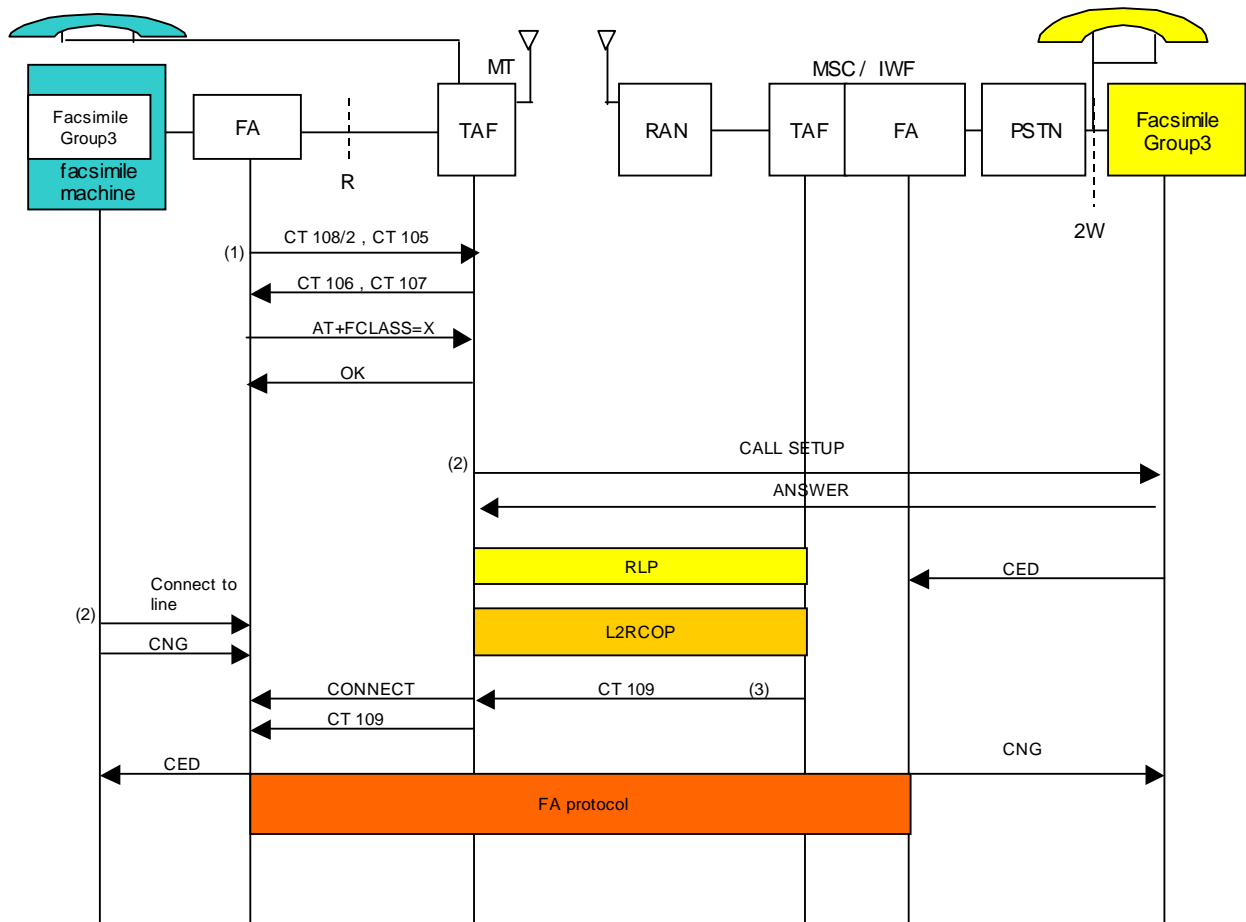 MT
MSC / IWF
Facsimile
Group3
facsimile
machine
FA
R
TAF
RAN
TAF
FA
PSTN
Facsimile
Group3
2W
(1)
CT 108/2 , CT 105
CT 106 , CT 107
AT+FCLASS=X
OK
(2)
CALL SETUP
ANSWER
RLP
CED
(2)
Connect to
line
L2RCOP
CNG
CONNECT
CT 109
(3)
CT 109
CED
CNG
FA protocol